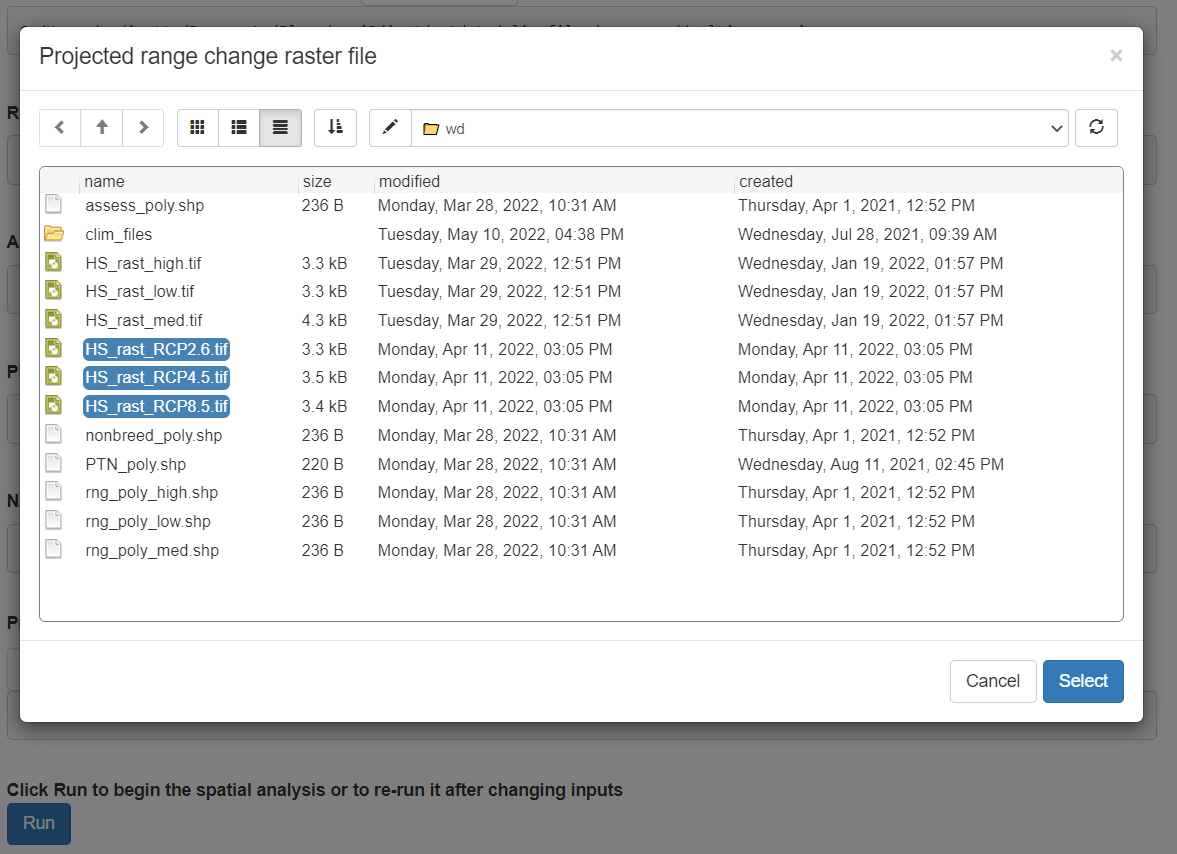 Projected range change raster file
×
wd
name size modified created
assess_poly.shp 236 B Monday, Mar 28, 2022, 10:31 AM Thursday, Apr 1, 2021, 12:52 PM
clim_files Tuesday, May 10, 2022, 04:38 PM Wednesday, Jul 28, 2021, 09:39 AM
HS_rast_high.tif 3.3 kB Tuesday, Mar 29, 2022, 12:51 PM Wednesday, Jan 19, 2022, 01:57 PM
HS_rast_low.tif 3.3 kB Tuesday, Mar 29, 2022, 12:51 PM Wednesday, Jan 19, 2022, 01:57 PM
HS_rast_med.tif 4.3 kB Tuesday, Mar 29, 2022, 12:51 PM Wednesday, Jan 19, 2022, 01:57 PM
HS_rast_RCP2.6.tif 3.3 kB Monday, Apr 11, 2022, 03:05 PM Monday, Apr 11, 2022, 03:05 PM
HS_rast_RCP4.5.tif 3.5 kB Monday, Apr 11, 2022, 03:05 PM Monday, Apr 11, 2022, 03:05 PM
HS_rast_RCP8.5.tif 3.4 kB Monday, Apr 11, 2022, 03:05 PM Monday, Apr 11, 2022, 03:05 PM
nonbreed_poly.shp 236 B Monday, Mar 28, 2022, 10:31 AM Thursday, Apr 1, 2021, 12:52 PM
PTN_poly.shp 220 B Monday, Mar 28, 2022, 10:31 AM Wednesday, Aug 11, 2021, 02:45 PM
rng_poly_high.shp 236 B Monday, Mar 28, 2022, 10:31 AM Thursday, Apr 1, 2021, 12:52 PM
rng_poly_low.shp 236 B Monday, Mar 28, 2022, 10:31 AM Thursday, Apr 1, 2021, 12:52 PM
rng_poly_med.shp 236 B Monday, Mar 28, 2022, 10:31 AM Thursday, Apr 1, 2021, 12:52 PM
Cancel Select
Click Run to begin the spatial analysis or to re-run it after changing inputs
Run